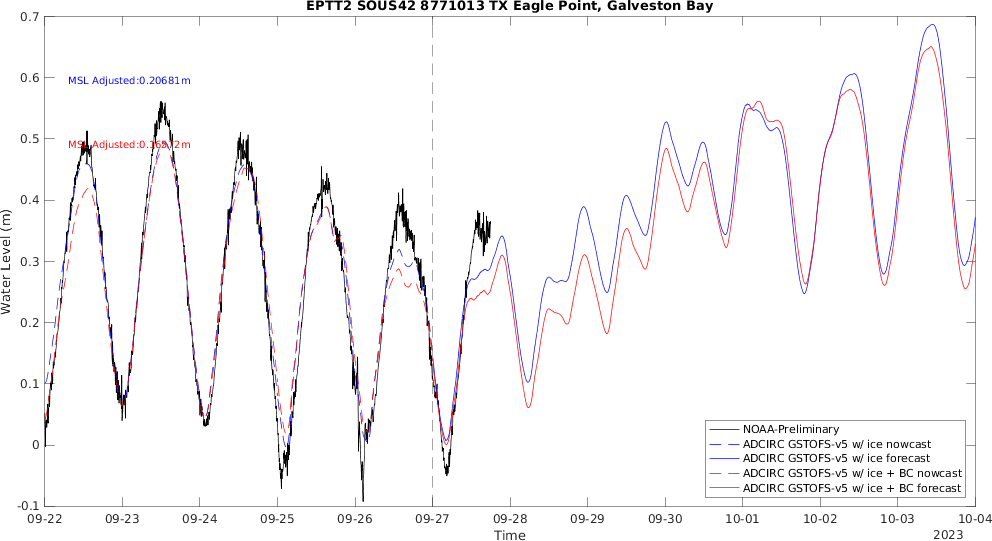 EPTT2 SOUS42 8771013 TX Eagle Point, Galveston Bay
0.7
0.6
0.5
0.4
0.3
0.2
0.1
0
-0.1
Water Level (m)
MSL Adjusted:0.20681m
MSL
NOAA-Preliminary
ADCIRC GSTOFS-v5 w/ ice nowcast
ADCIRC GSTOFS-v5 w/ ice forecast
ADCIRC GSTOFS-v5 w/ ice + BC nowcast
ADCIRC GSTOFS-v5 w/ ice + BC forecast
09-22 09-23 09-24 09-25 09-26 09-27 09-28 09-29 09-30 10-01 10-02 10-03 10-04
Time
2023